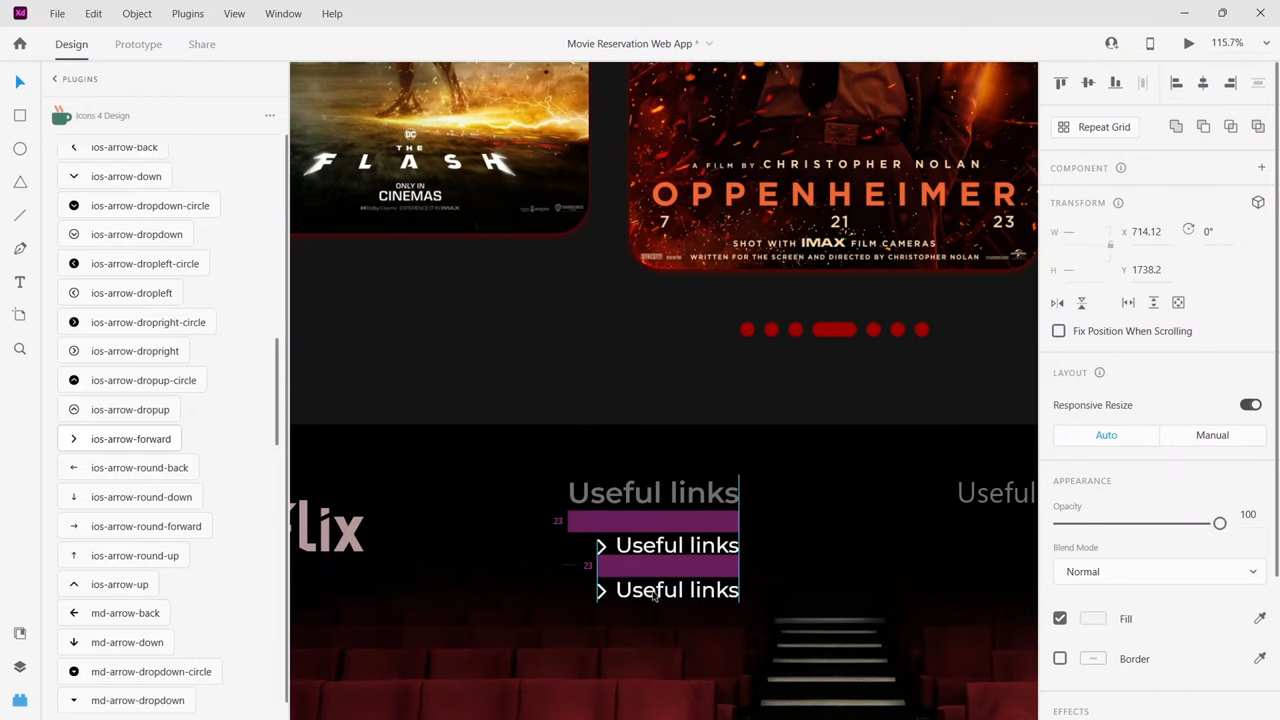 Xd File Edit Object Plugins View Window Help
Design Prototype Share
Movie Reservation Web App *
115.7%
PLUGINS
Icons 4 Design
ios-arrow-back
ios-arrow-down
ios-arrow-dropdown-circle
ios-arrow-dropdown
ios-arrow-dropleft-circle
ios-arrow-dropleft
ios-arrow-dropright-circle
ios-arrow-dropright
ios-arrow-dropup-circle
ios-arrow-dropup
ios-arrow-forward
ios-arrow-round-back
ios-arrow-round-down
ios-arrow-round-forward
ios-arrow-round-up
ios-arrow-up
md-arrow-back
md-arrow-down
md-arrow-dropdown-circle
md-arrow-dropdown
DC
THE
FLASH
ONLY IN
CINEMAS
A FILM BY CHRISTOPHER NOLAN
OPPENHEIMER
7 21 23
SHOT WITH IMAX FILM CAMERAS
WRITTEN FOR THE SCREEN AND DIRECTED BY CHRISTOPHER NOLAN
flix
Useful links
23
Useful links
23
Useful links
Useful
Repeat Grid
COMPONENT
TRANSFORM
W X 714.12 0°
H Y 1738.2
Fix Position When Scrolling
LAYOUT
Responsive Resize
Auto Manual
APPEARANCE
Opacity
100
Blend Mode
Normal
Fill
Border
EFFECTS